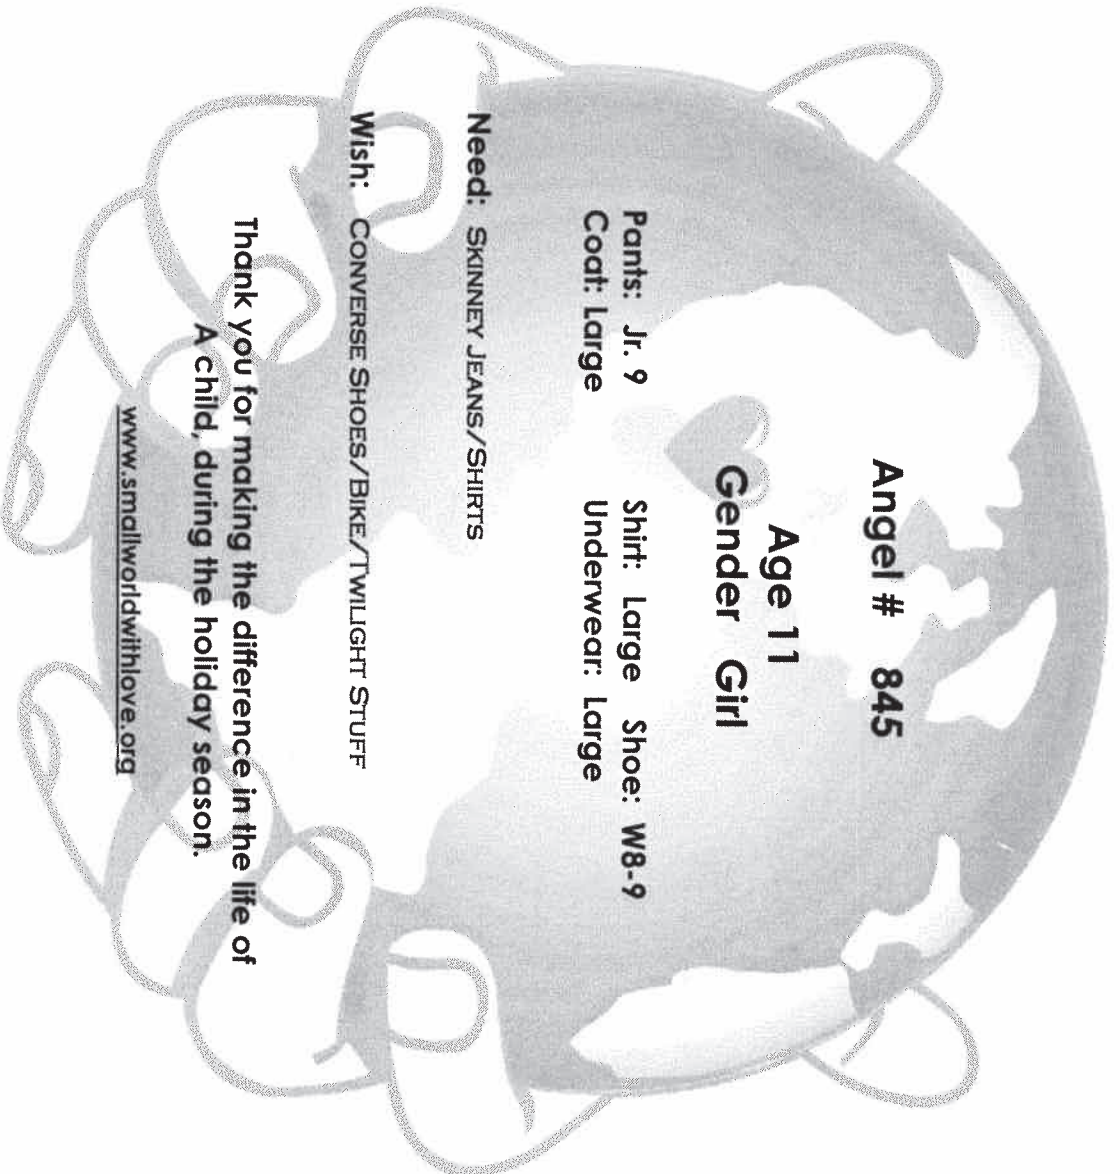 Angel # 845
Age 11
Gender Girl
Pants: Jr. 9 Shirt: Large Shoe: W8-9
Coat: Large Underwear: Large
Need: SKINNEY JEANS/SHIRTS
Wish: CONVERSE SHOES/BIKE/TWILIGHT STUFF
Thank you for making the difference in the life of
A child, during the holiday season.
www.smallworldwithlove.org